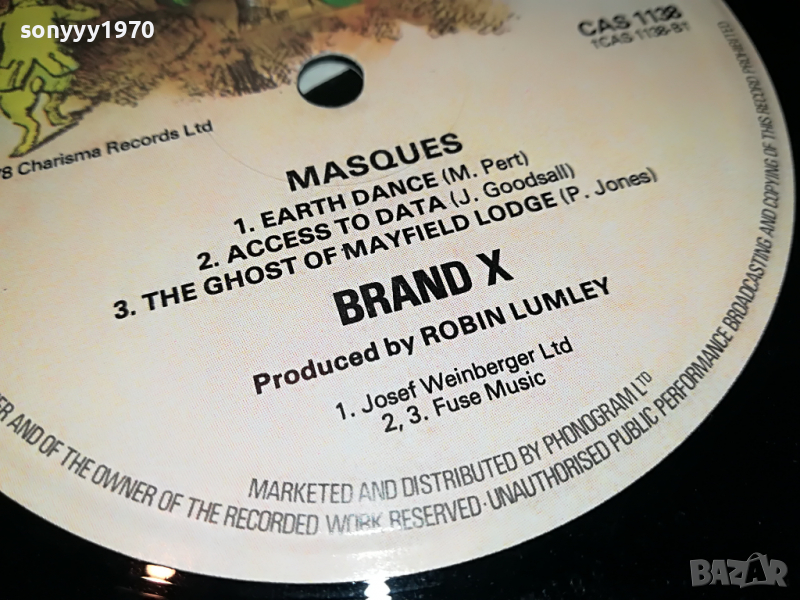 sonyyy1970
CAS 1138
1CAS 1138-B1
8 Charisma Records Ltd
MASQUES
1. EARTH DANCE (M. Pert)
2. ACCESS TO DATA (J. Goodsall)
3. THE GHOST OF MAYFIELD LODGE (P. Jones)
BRAND X
Produced by ROBIN LUMLEY
1. Josef Weinberger Ltd
2, 3. Fuse Music
MARKETED AND DISTRIBUTED BY PHONOGRAM LTD
ER AND OF THE OWNER OF THE RECORDED WORK RESERVED · UNAUTHORISED PUBLIC PERFORMANCE BROADCASTING AND COPYING OF THIS RECORD PROHIBITED
BAZAR